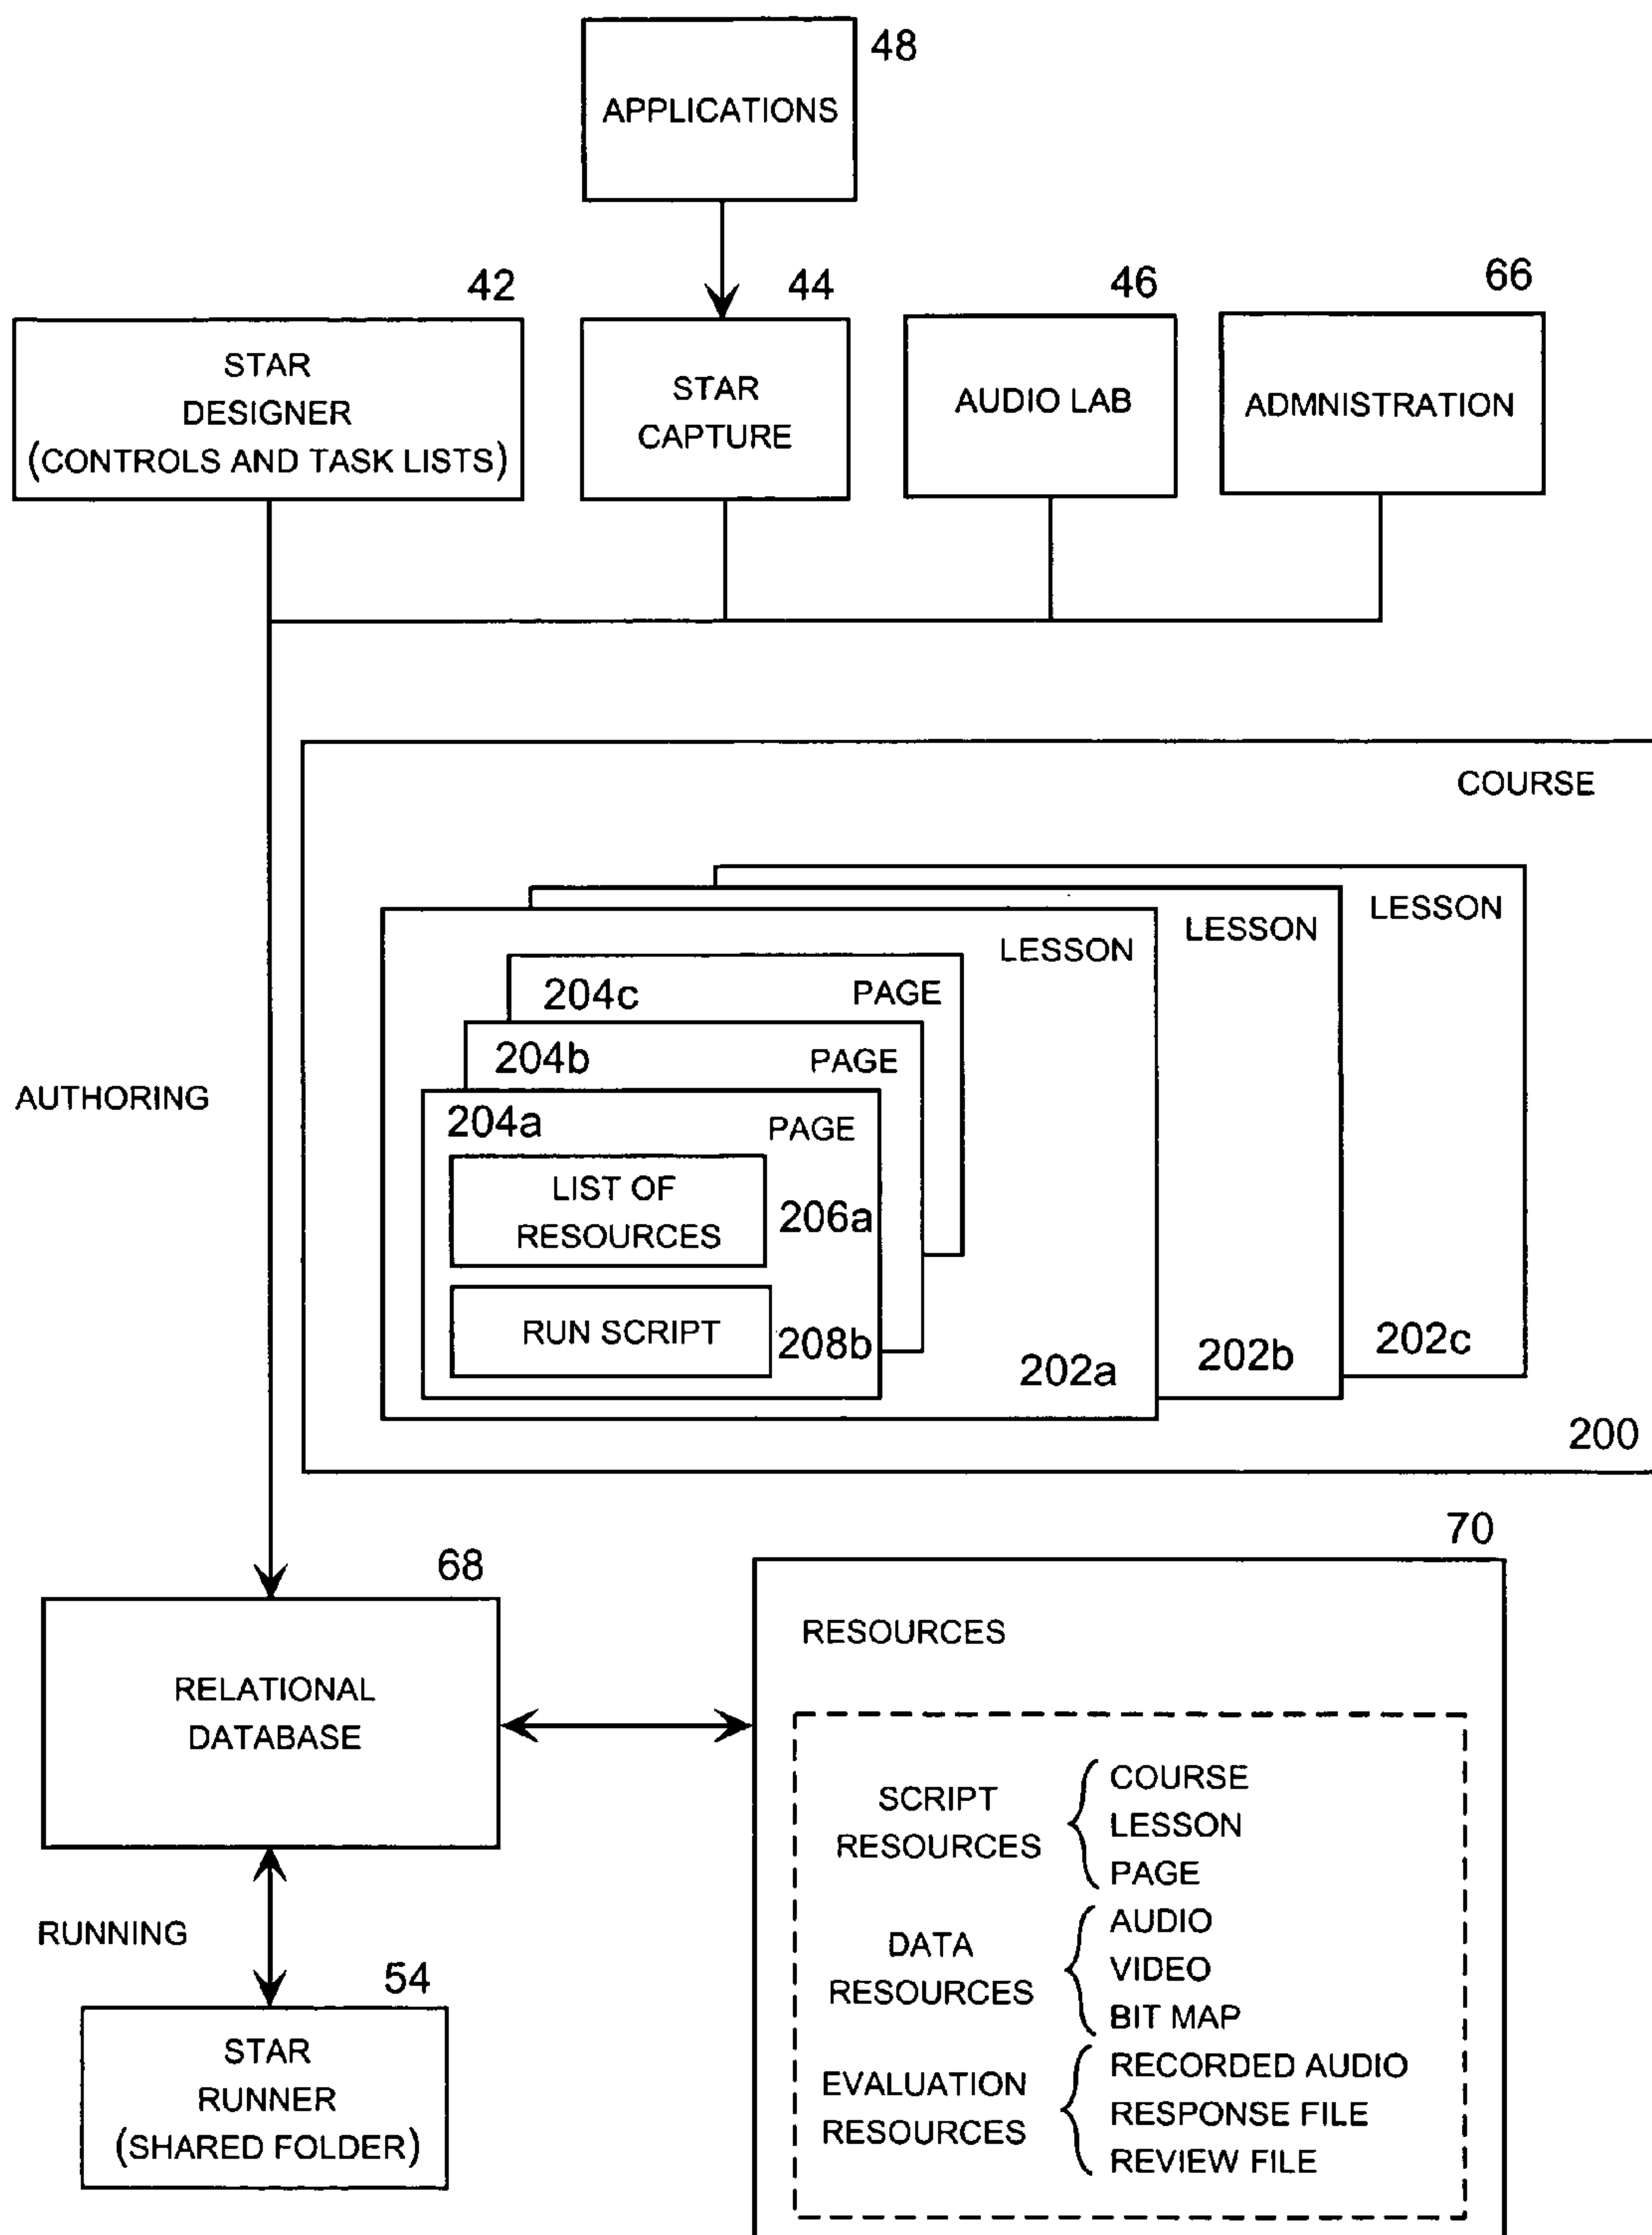 48
APPLICATIONS
42
44
46
66
STAR
DESIGNER
(CONTROLS AND TASK LISTS)
STAR
CAPTURE
AUDIO LAB
ADMNISTRATION
COURSE
LESSON
LESSON
LESSON
204c PAGE
204b PAGE
204a PAGE
LIST OF
RESOURCES
206a
RUN SCRIPT
208b
202a
202b
202c
200
AUTHORING
68
RELATIONAL
DATABASE
70
RESOURCES
SCRIPT
RESOURCES
COURSE
LESSON
PAGE
DATA
RESOURCES
AUDIO
VIDEO
BIT MAP
EVALUATION
RESOURCES
RECORDED AUDIO
RESPONSE FILE
REVIEW FILE
RUNNING
54
STAR
RUNNER
(SHARED FOLDER)